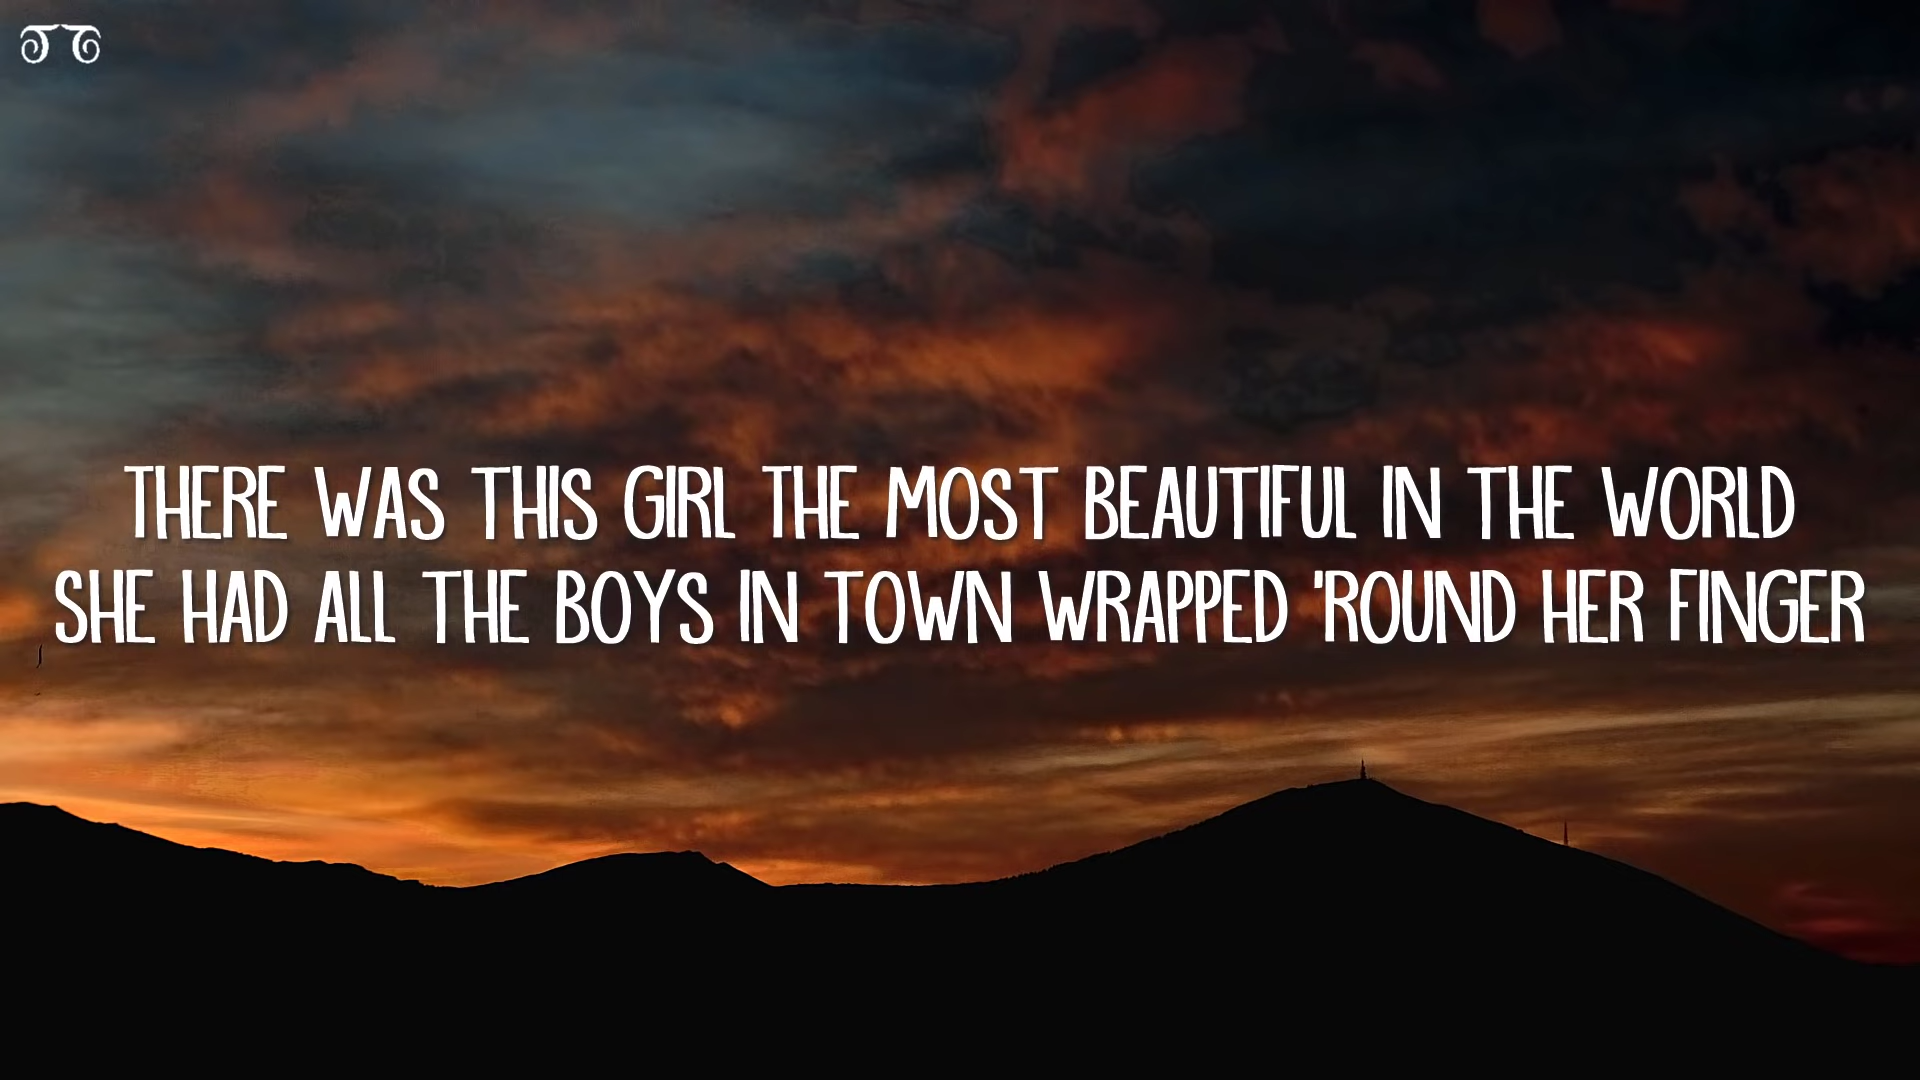 THERE WAS THIS GIRL THE MOST BEAUTIFUL IN THE WORLD
SHE HAD ALL THE BOYS IN TOWN WRAPPED 'ROUND HER FINGER